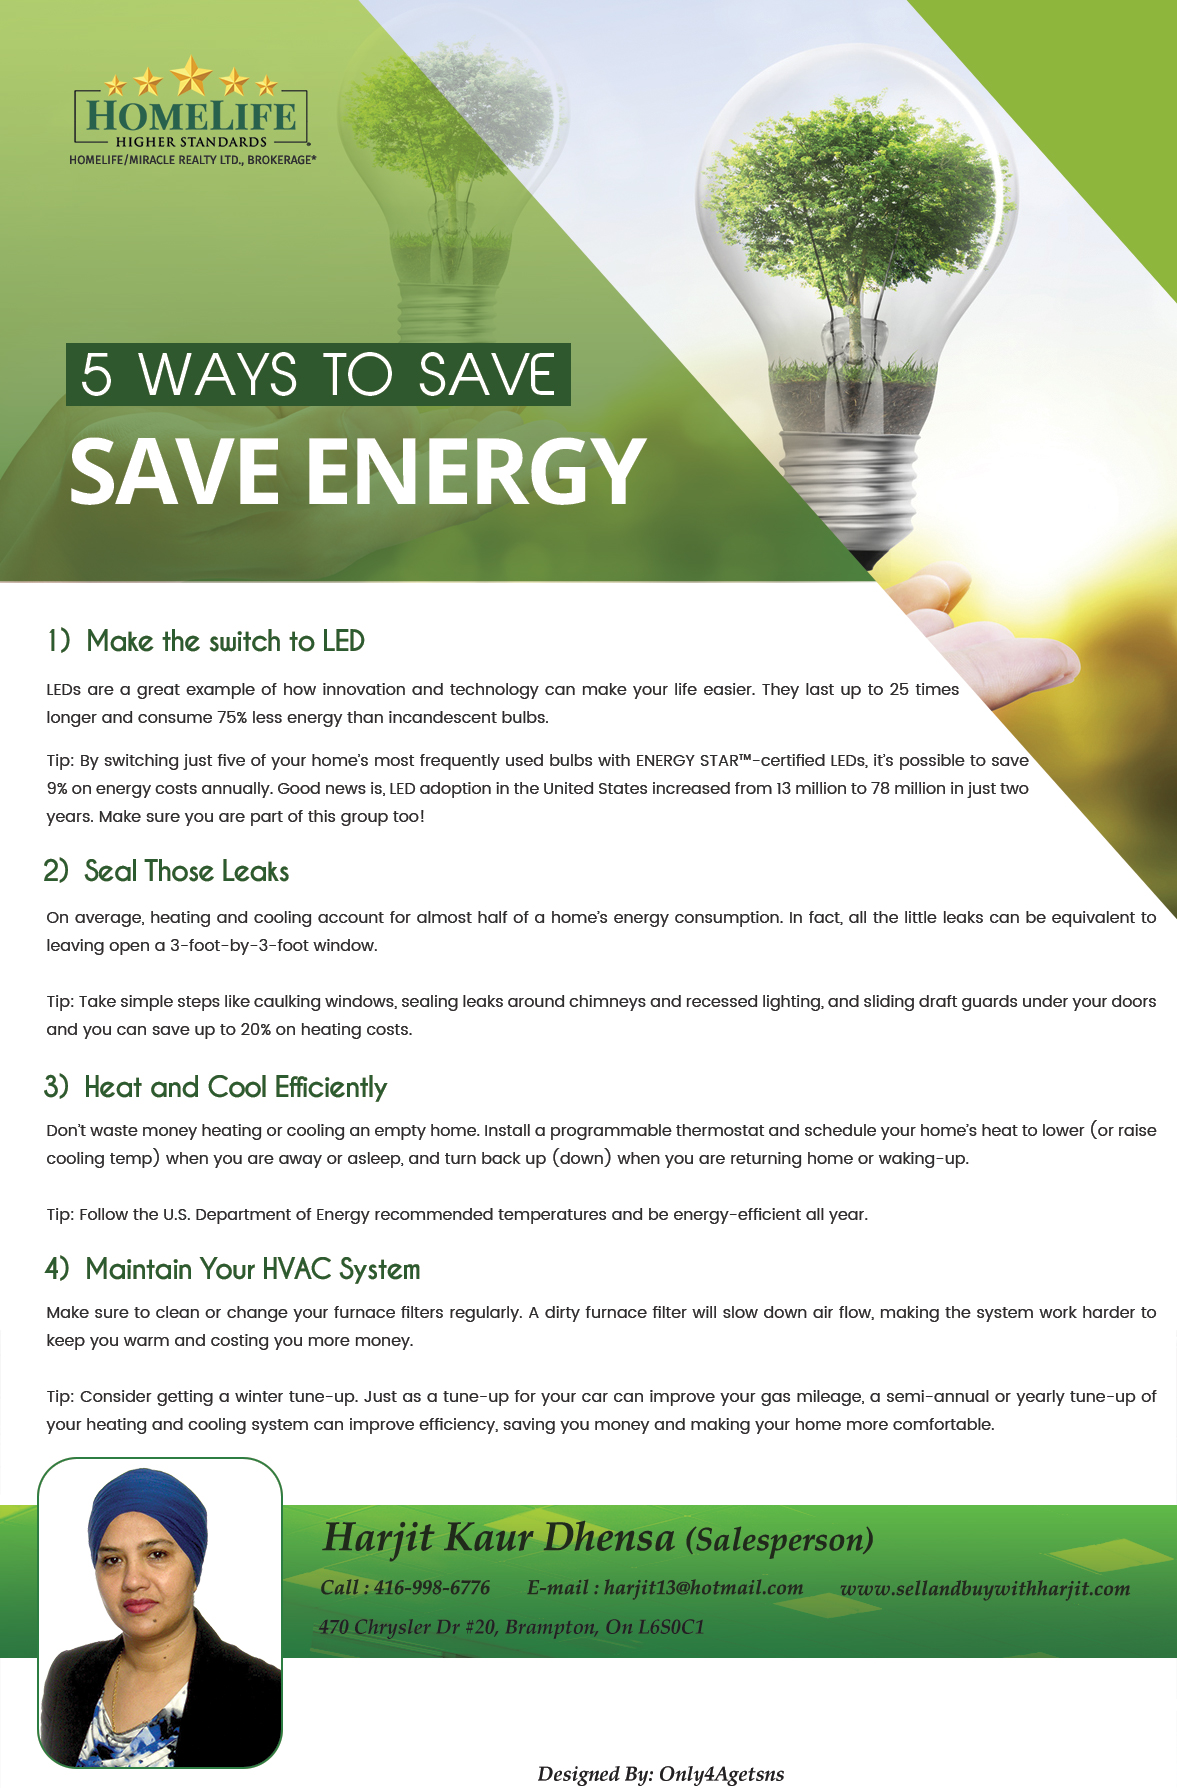 HOMELIFE
HIGHER STANDARDS
HOMELIFE/MIRACLE REALTY LTD., BROKERAGE*
5 WAYS TO SAVE
SAVE ENERGY
1) Make the switch to LED
LEDs are a great example of how innovation and technology can make your life easier. They last up to 25 times
longer and consume 75% less energy than incandescent bulbs.
Tip: By switching just five of your home's most frequently used bulbs with ENERGY STAR™-certified LEDs, it's possible to save
9% on energy costs annually. Good news is, LED adoption in the United States increased from 13 million to 78 million in just two
years. Make sure you are part of this group too!
2) Seal Those Leaks
On average, heating and cooling account for almost half of a home's energy consumption. In fact, all the little leaks can be equivalent to
leaving open a 3-foot-by-3-foot window.
Tip: Take simple steps like caulking windows, sealing leaks around chimneys and recessed lighting, and sliding draft guards under your doors
and you can save up to 20% on heating costs.
3) Heat and Cool Efficiently
Don't waste money heating or cooling an empty home. Install a programmable thermostat and schedule your home's heat to lower (or raise
cooling temp) when you are away or asleep, and turn back up (down) when you are returning home or waking-up.
Tip: Follow the U.S. Department of Energy recommended temperatures and be energy-efficient all year.
4) Maintain Your HVAC System
Make sure to clean or change your furnace filters regularly. A dirty furnace filter will slow down air flow, making the system work harder to
keep you warm and costing you more money.
Tip: Consider getting a winter tune-up. Just as a tune-up for your car can improve your gas mileage, a semi-annual or yearly tune-up of
your heating and cooling system can improve efficiency, saving you money and making your home more comfortable.
Harjit Kaur Dhensa (Salesperson)
Call : 416-998-6776 E-mail : harjit13@hotmail.com www.sellandbuywithharjit.com
470 Chrysler Dr #20, Brampton, On L6S0C1
Designed By: Only4Agetsns